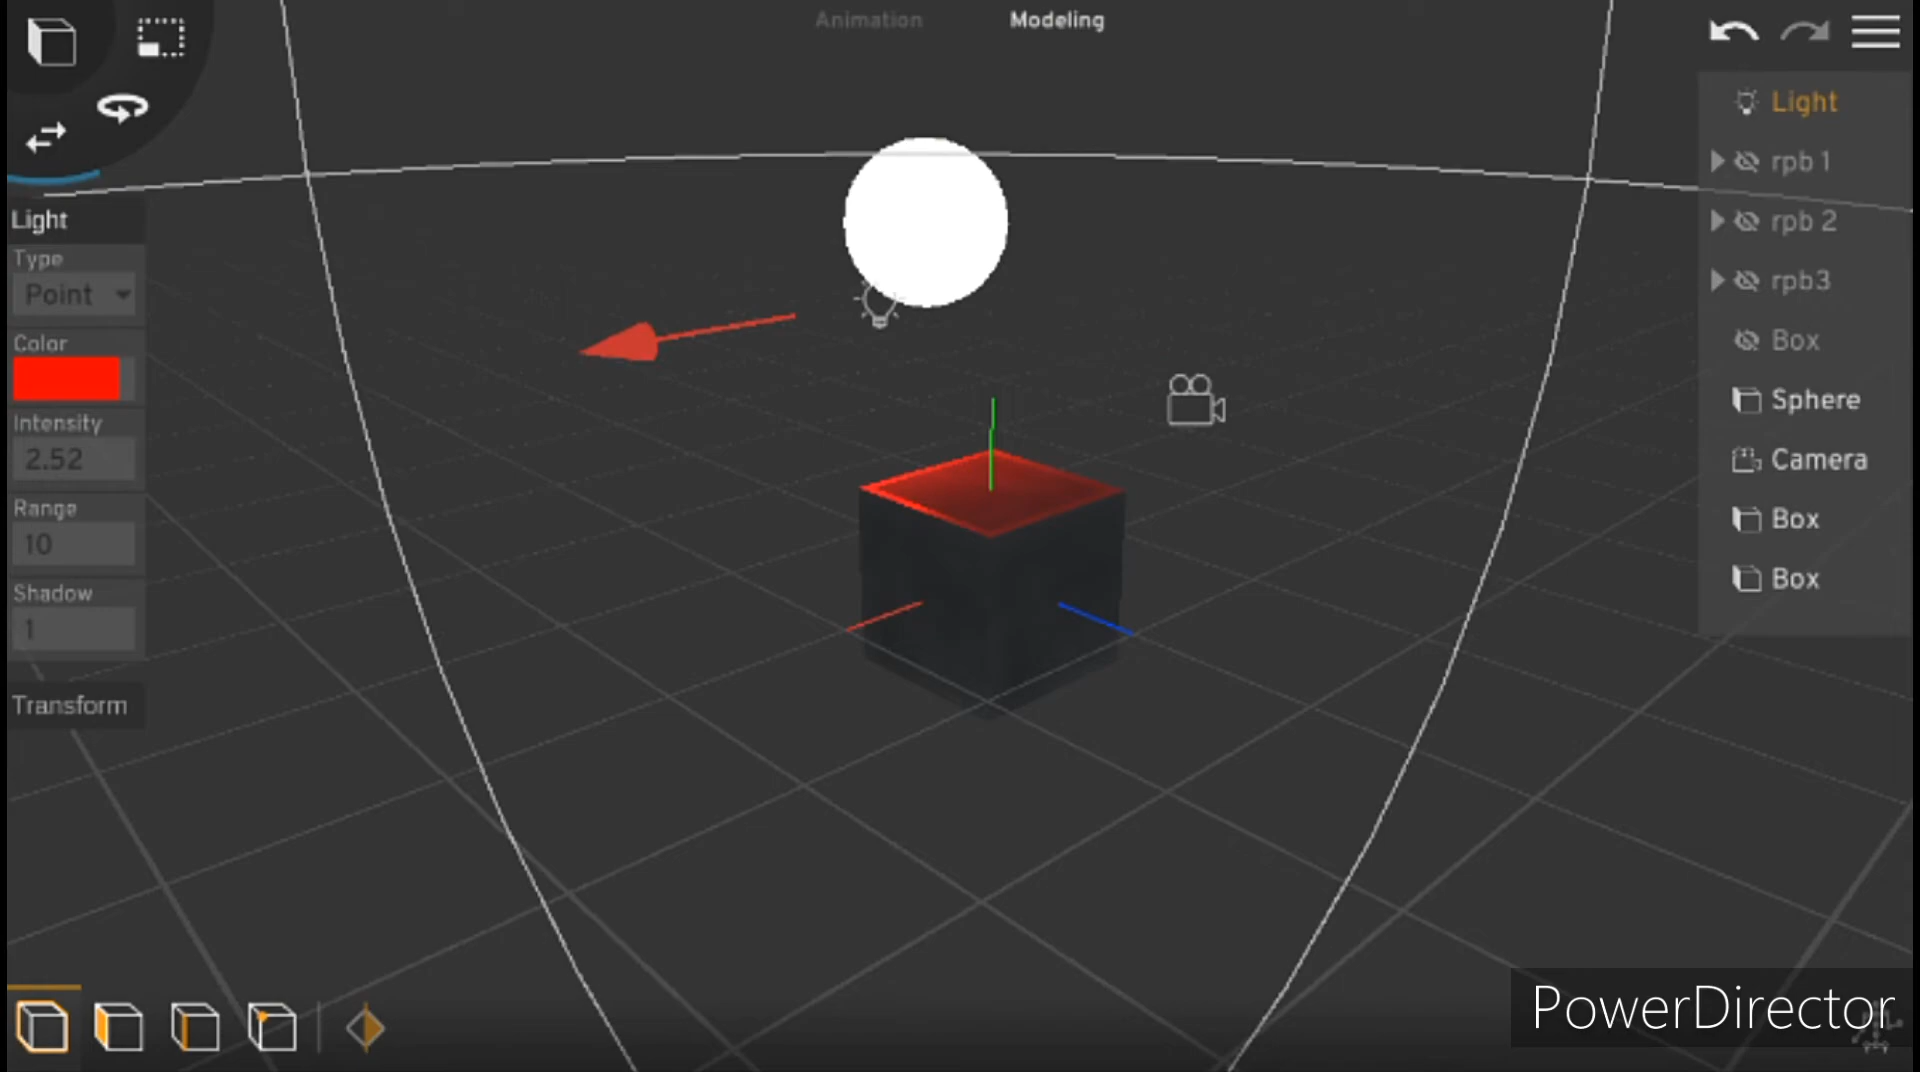 Animation
Modeling
Light
Type
Point
Color
Intensity
2.52
Range
10
Shadow
1
Transform
Light
rpb 1
rpb 2
rpb3
Box
Sphere
Camera
Box
Box
PowerDirector